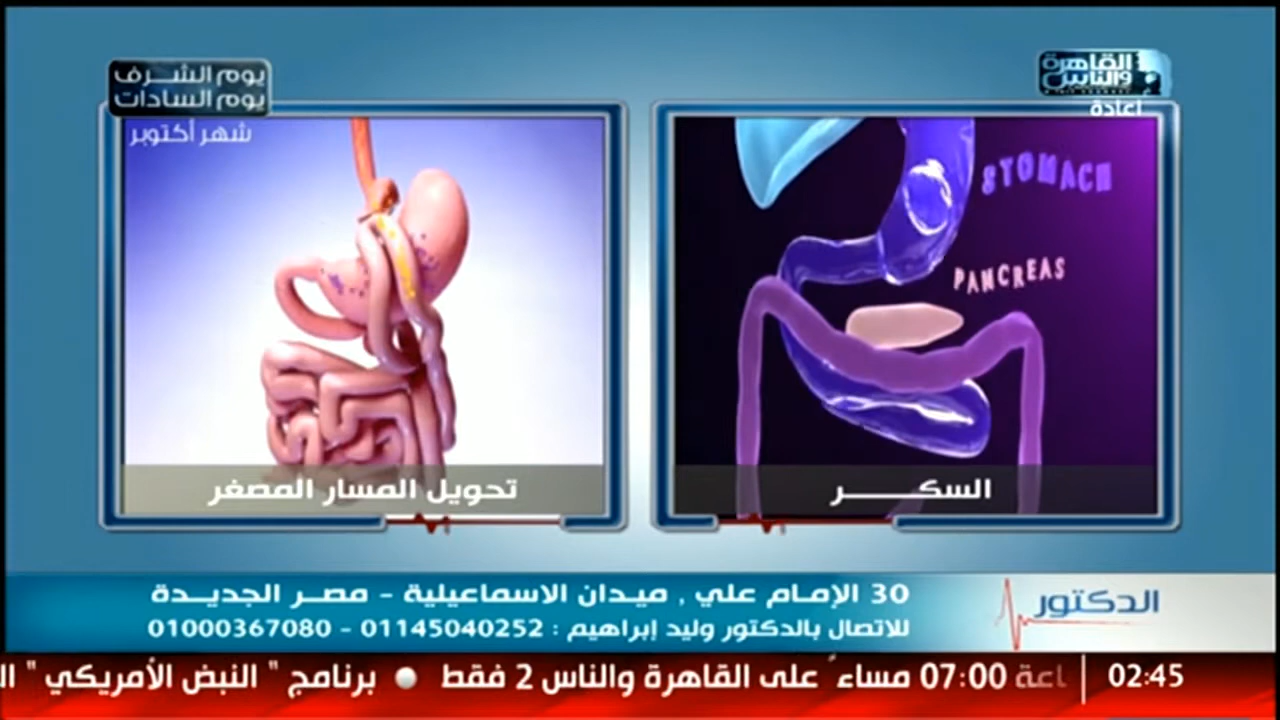 يوم الشرف
يوم السادات
شهر أكتوبر
القاهرة
والناس
إعادة
STOMACH
PANCREAS
السكر
تحويل المسار المصغر
30 الإمام علي , ميدان الاسماعيلية - مصر الجديدة
للاتصال بالدكتور وليد إبراهيم : 01145040252 - 01000367080
الدكتور
02:45
اعة 07:00 مساءً على القاهرة والناس 2 فقط ● برنامج " النبض الأمريكي "